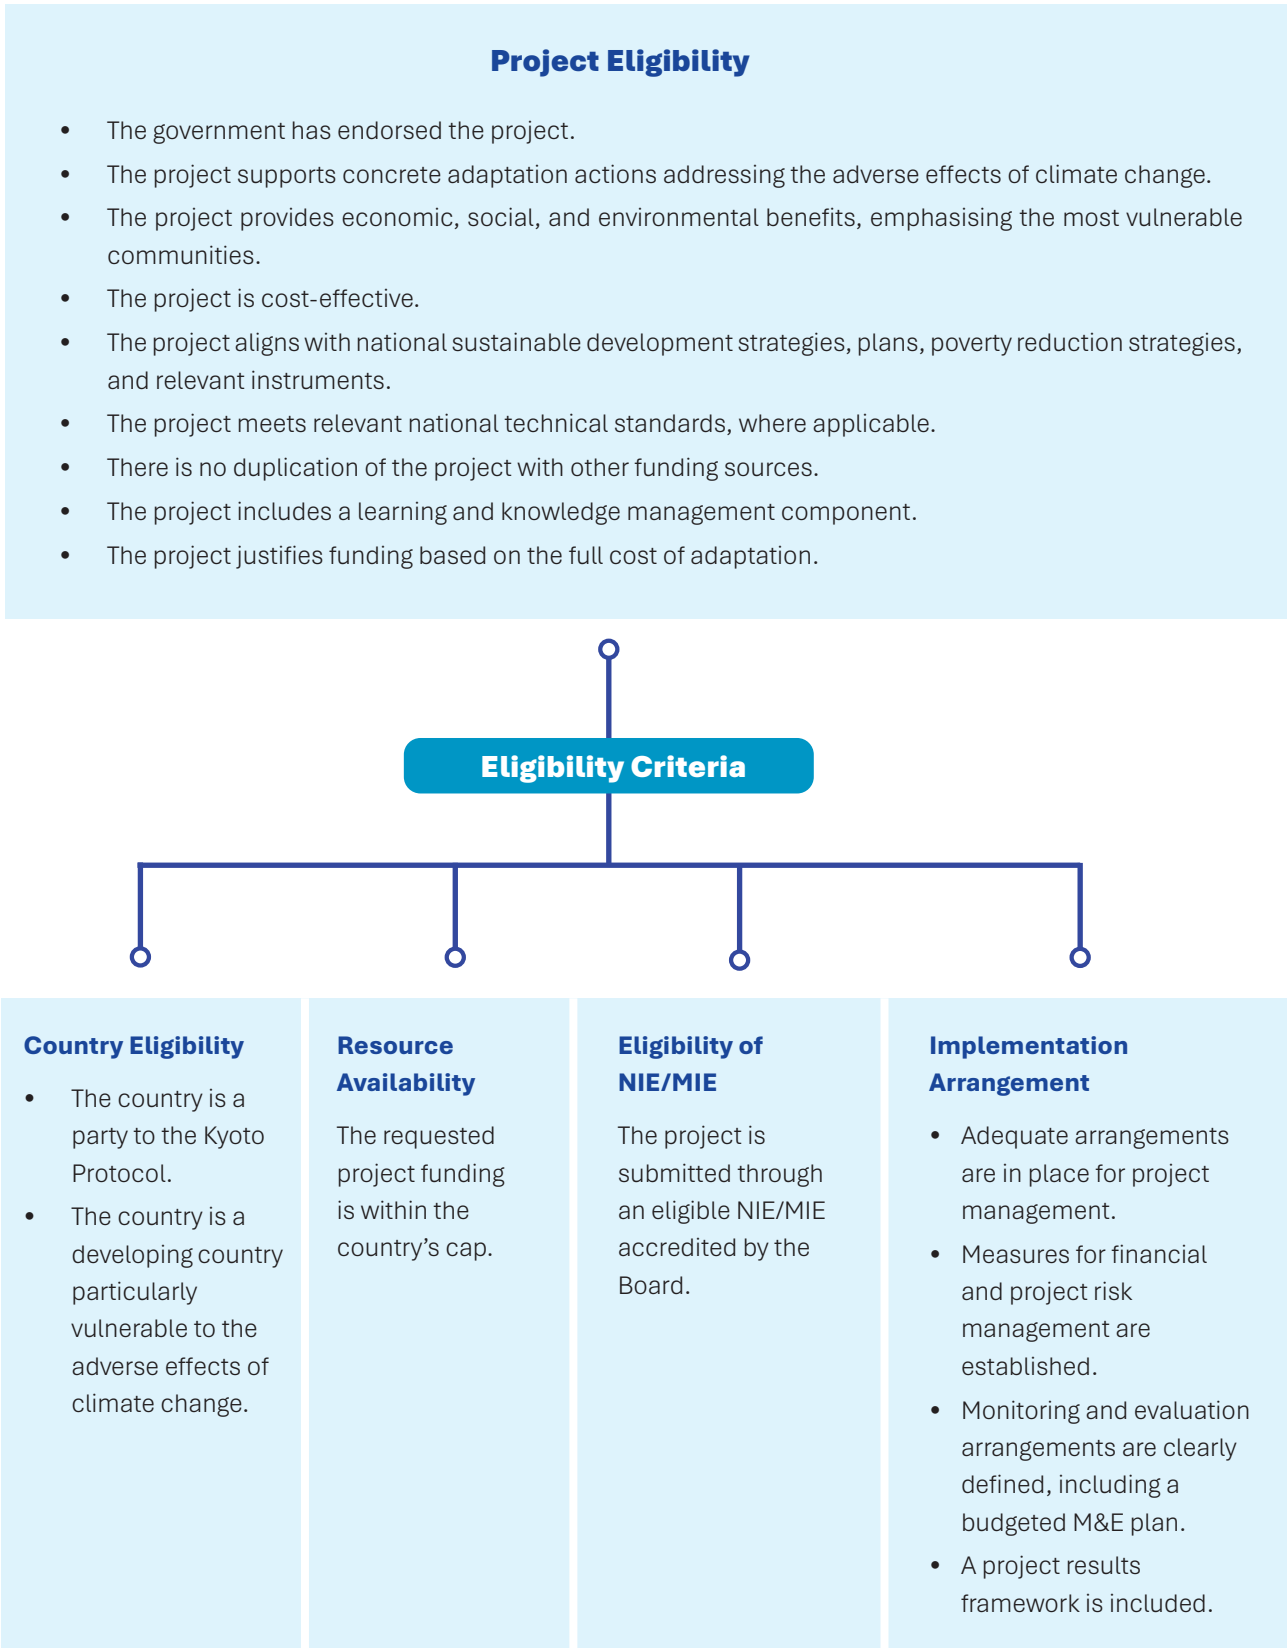 Project Eligibility
• The government has endorsed the project.
• The project supports concrete adaptation actions addressing the adverse effects of climate change.
• The project provides economic, social, and environmental benefits, emphasising the most vulnerable
communities.
• The project is cost-effective.
• The project aligns with national sustainable development strategies, plans, poverty reduction strategies,
and relevant instruments.
• The project meets relevant national technical standards, where applicable.
• There is no duplication of the project with other funding sources.
• The project includes a learning and knowledge management component.
• The project justifies funding based on the full cost of adaptation.
Eligibility Criteria
Country Eligibility
• The country is a
party to the Kyoto
Protocol.
• The country is a
developing country
particularly
vulnerable to the
adverse effects of
climate change.
Resource
Availability
The requested
project funding
is within the
country's cap.
Eligibility of
NIE/MIE
The project is
submitted through
an eligible NIE/MIE
accredited by the
Board.
Implementation
Arrangement
• Adequate arrangements
are in place for project
management.
• Measures for financial
and project risk
management are
established.
• Monitoring and evaluation
arrangements are clearly
defined, including a
budgeted M&E plan.
• A project results
framework is included.